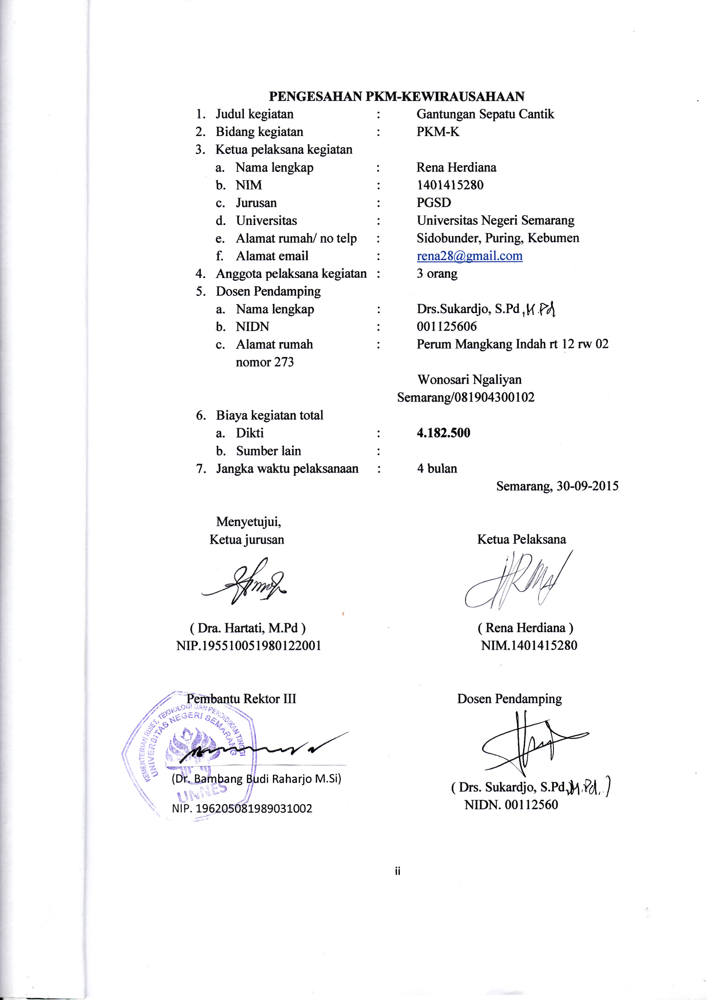 PENGESAHAN PKM-KEWIRAUSAHAAN
1. Judul kegiatan : Gantungan Sepatu Cantik
2. Bidang kegiatan : PKM-K
3. Ketua pelaksana kegiatan
a. Nama lengkap : Rena Herdiana
b. NIM : 1401415280
c. Jurusan : PGSD
d. Universitas : Universitas Negeri Semarang
e. Alamat rumah/ no telp : Sidobunder, Puring, Kebumen
f. Alamat email : rena28@gmail.com
4. Anggota pelaksana kegiatan : 3 orang
5. Dosen Pendamping
a. Nama lengkap : Drs.Sukardjo, S.Pd ,M.Pd
b. NIDN : 001125606
c. Alamat rumah : Perum Mangkang Indah rt 12 rw 02
nomor 273
Wonosari Ngaliyan
Semarang/081904300102
6. Biaya kegiatan total
a. Dikti : 4.182.500
b. Sumber lain :
7. Jangka waktu pelaksanaan : 4 bulan
Semarang, 30-09-2015
Menyetujui,
Ketua jurusan Ketua Pelaksana
( Dra. Hartati, M.Pd ) ( Rena Herdiana )
NIP.195510051980122001 NIM.1401415280
Pembantu Rektor III Dosen Pendamping
KEMENTERIAN RISET, TEKNOLOGI DAN PENDIDIKAN TINGGI
UNIVERSITAS NEGERI SEMARANG
UNNES
(Dr. Bambang Budi Raharjo M.Si) ( Drs. Sukardjo, S.Pd, M.Pd. )
NIP. 196205081989031002 NIDN. 00112560
ii